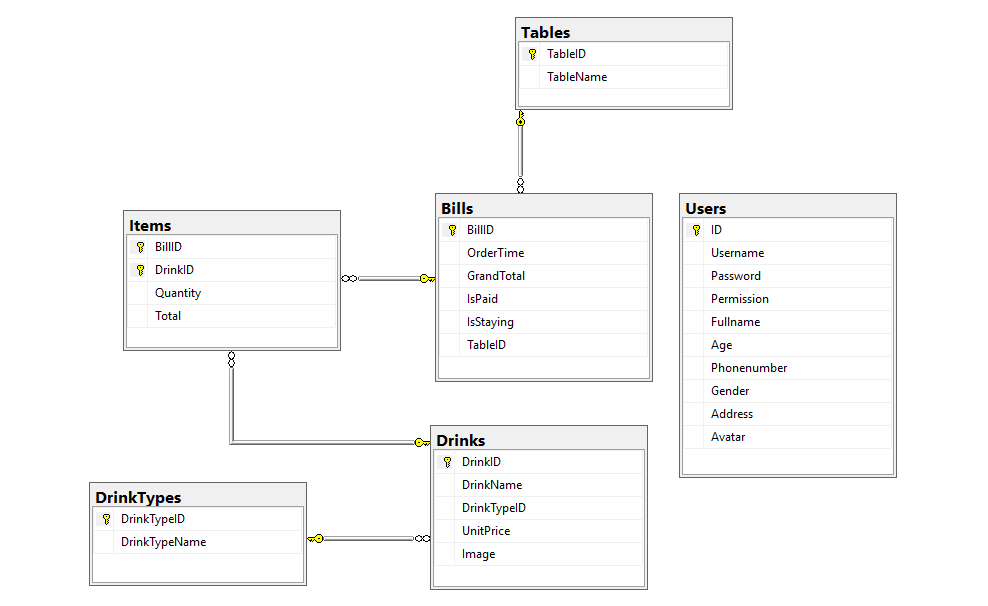 Tables
TableID
TableName
Items
BillID
DrinkID
Quantity
Total
Bills
BillID
OrderTime
GrandTotal
IsPaid
IsStaying
TableID
Users
ID
Username
Password
Permission
Fullname
Age
Phonenumber
Gender
Address
Avatar
DrinkTypes
DrinkTypeID
DrinkTypeName
Drinks
DrinkID
DrinkName
DrinkTypeID
UnitPrice
Image